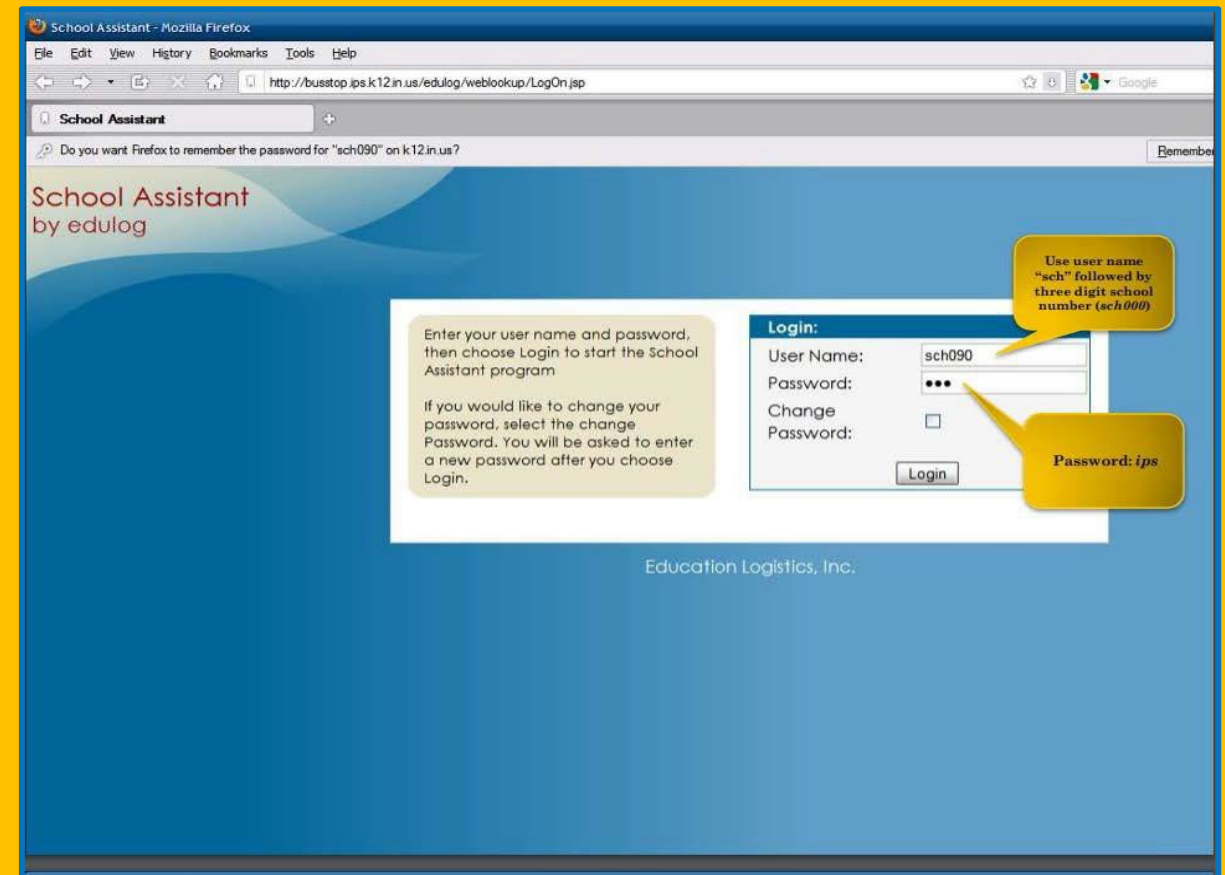 School Assistant - Mozilla Firefox
File Edit View History Bookmarks Tools Help
http://busstop.ips.k12.in.us/edulog/weblookup/LogOn.jsp
Google
School Assistant
Do you want Firefox to remember the password for "sch090" on k12.in.us?
Remember
School Assistant
by edulog
Use user name
“sch” followed by
three digit school
number (sch000)
Enter your user name and password,
then choose Login to start the School
Assistant program
If you would like to change your
password, select the change
Password. You will be asked to enter
a new password after you choose
Login.
Login:
User Name: sch090
Password: •••
Change
Password:
Login
Password: ips
Education Logistics, Inc.